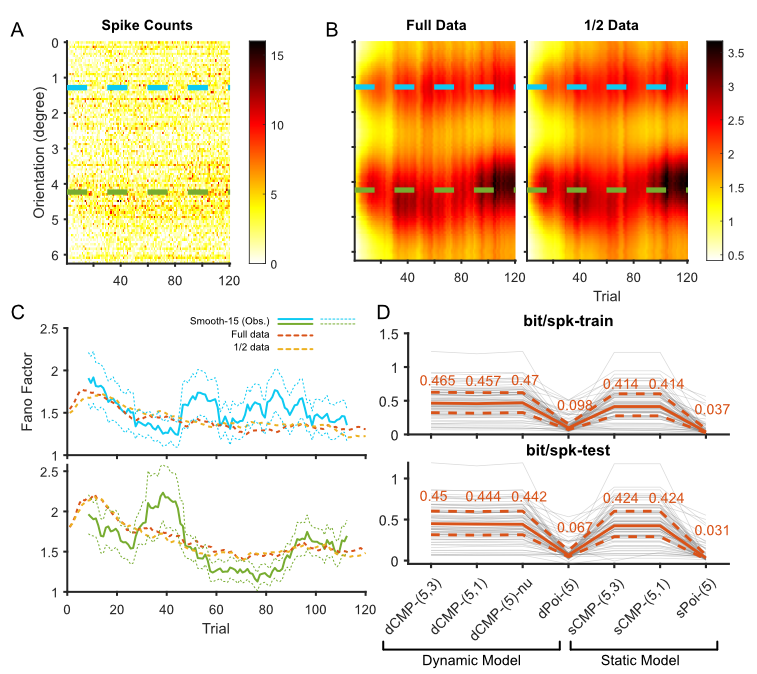 A
Spike Counts
0
1
2
3
4
5
6
Orientation (degree)
40
80
120
15
10
5
0
B
Full Data
1/2 Data
40
80
120
40
80
120
Trial
3.5
3
2.5
2
1.5
1
0.5
C
Smooth-15 (Obs.)
Full data
1/2 data
2.5
2
1.5
1
Fano Factor
2.5
2
1.5
1
0
20
40
60
80
100
120
Trial
D
bit/spk-train
1.5
1
0.5
0
0.465
0.457
0.47
0.098
0.414
0.414
0.037
bit/spk-test
1
0.5
0
0.45
0.444
0.442
0.067
0.424
0.424
0.031
dCMP-(5,3)
dCMP-(5,1)
dCMP-(5)-nu
dPoi-(5)
sCMP-(5,3)
sCMP-(5,1)
sPoi-(5)
Dynamic Model
Static Model